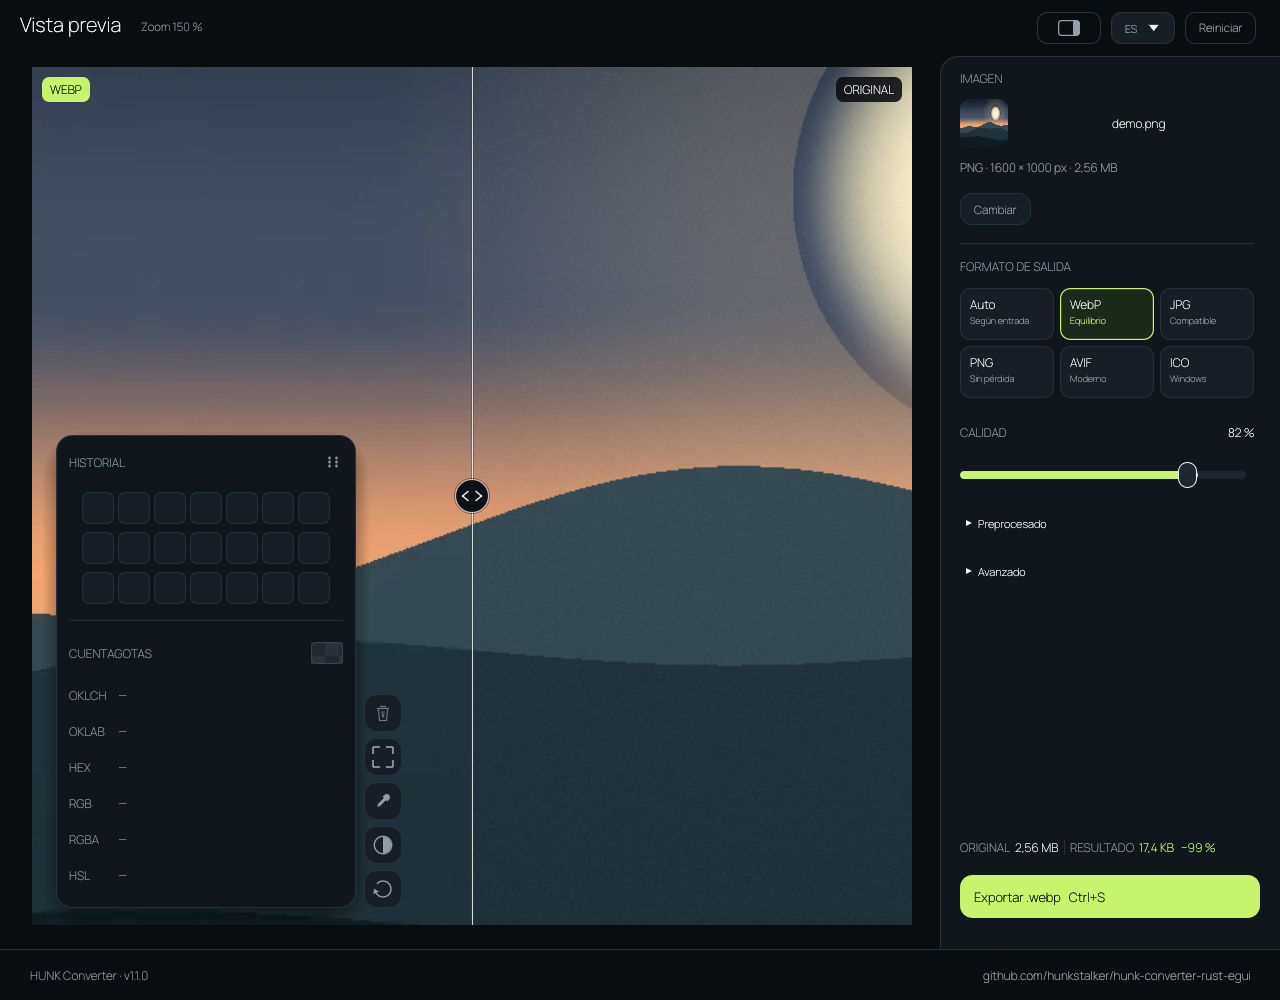 Vista previa
Zoom 150 %
ES
Reiniciar
WEBP
ORIGINAL
IMAGEN
demo.png
PNG · 1600 × 1000 px · 2,56 MB
Cambiar
FORMATO DE SALIDA
Auto
Según entrada
WebP
Equilibrio
JPG
Compatible
PNG
Sin pérdida
AVIF
Moderno
ICO
Windows
CALIDAD
82 %
Preprocesado
Avanzado
HISTORIAL
CUENTAGOTAS
OKLCH —
OKLAB —
HEX —
RGB —
RGBA —
HSL —
ORIGINAL 2,56 MB
RESULTADO 17,4 KB −99 %
Exportar .webp Ctrl+S
HUNK Converter · v1.1.0
github.com/hunkstalker/hunk-converter-rust-egui